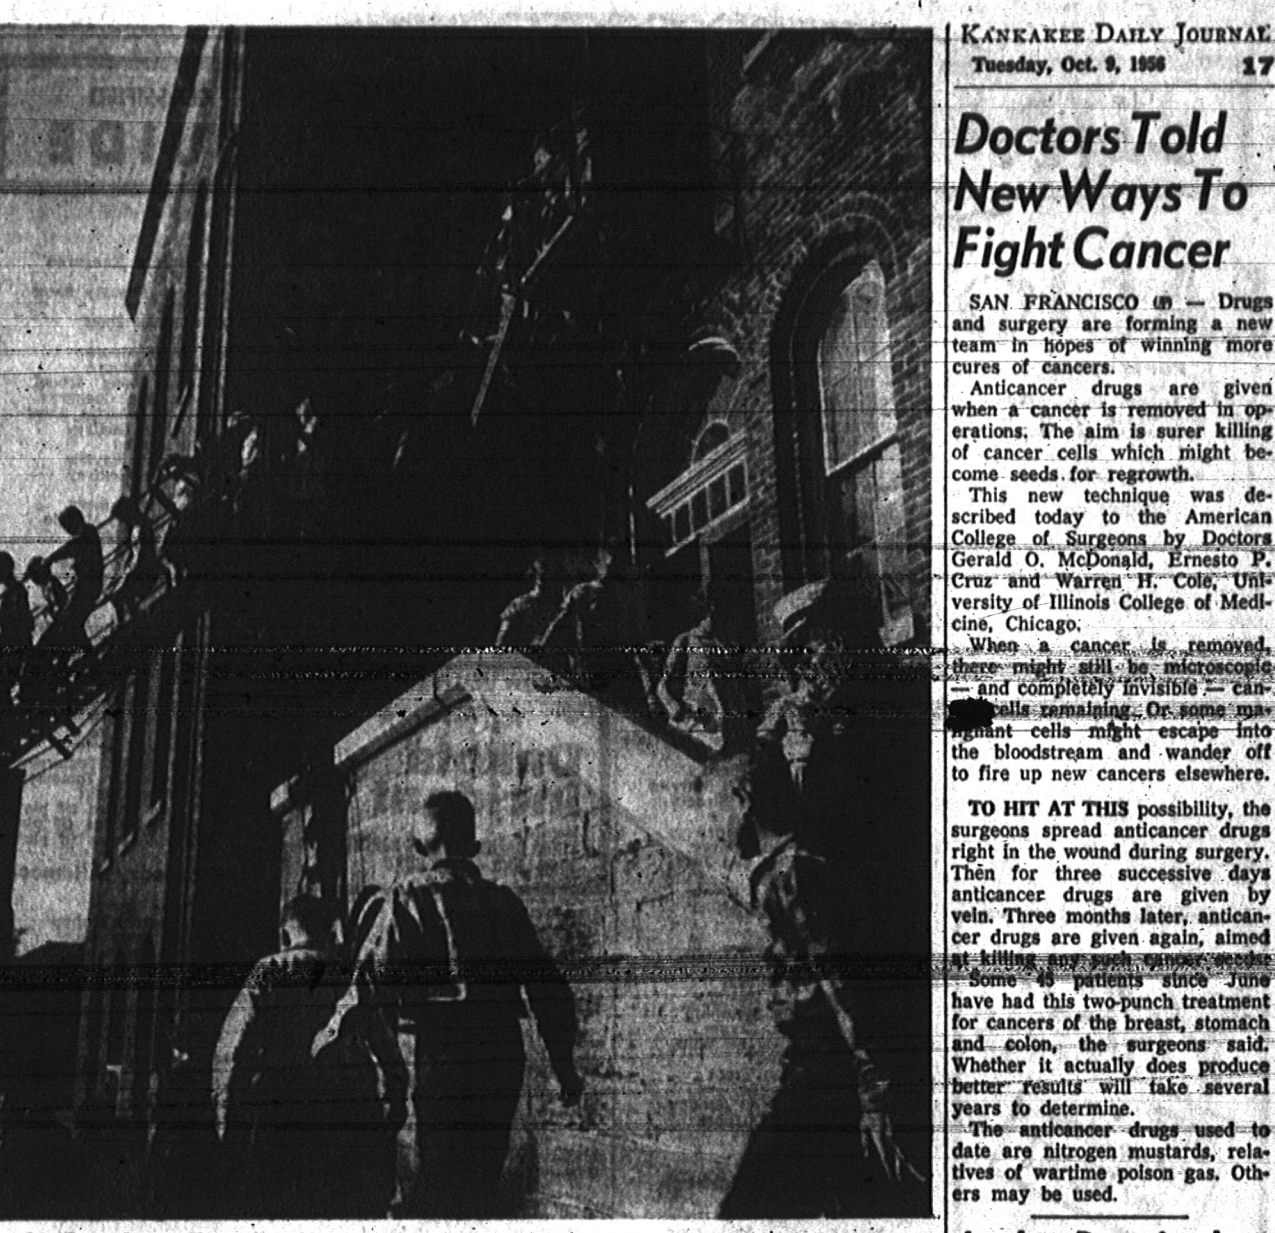 KANKAKEE DAILY JOURNAL
Tuesday, Oct. 9, 1956 17
Doctors Told
New Ways To
Fight Cancer
SAN FRANCISCO (AP) — Drugs
and surgery are forming a new
team in hopes of winning more
cures of cancers.
Anticancer drugs are given
when a cancer is removed in op-
erations. The aim is surer killing
of cancer cells which might be-
come seeds for regrowth.
This new technique was de-
scribed today to the American
College of Surgeons by Doctors
Gerald O. McDonald, Ernesto P.
Cruz and Warren H. Cole, Uni-
versity of Illinois College of Medi-
cine, Chicago.
When a cancer is removed,
there might still be microscopic
— and completely invisible — can-
cells remaining. Or some ma-
lignant cells might escape into
the bloodstream and wander off
to fire up new cancers elsewhere.
TO HIT AT THIS possibility, the
surgeons spread anticancer drugs
right in the wound during surgery.
Then for three successive days
anticancer drugs are given by
vein. Three months later, antican-
cer drugs are given again, aimed
at killing any such cancer seeds.
Some 45 patients since June
have had this two-punch treatment
for cancers of the breast, stomach
and colon, the surgeons said.
Whether it actually does produce
better results will take several
years to determine.
The anticancer drugs used to
date are nitrogen mustards, rela-
tives of wartime poison gas. Oth-
ers may be used.